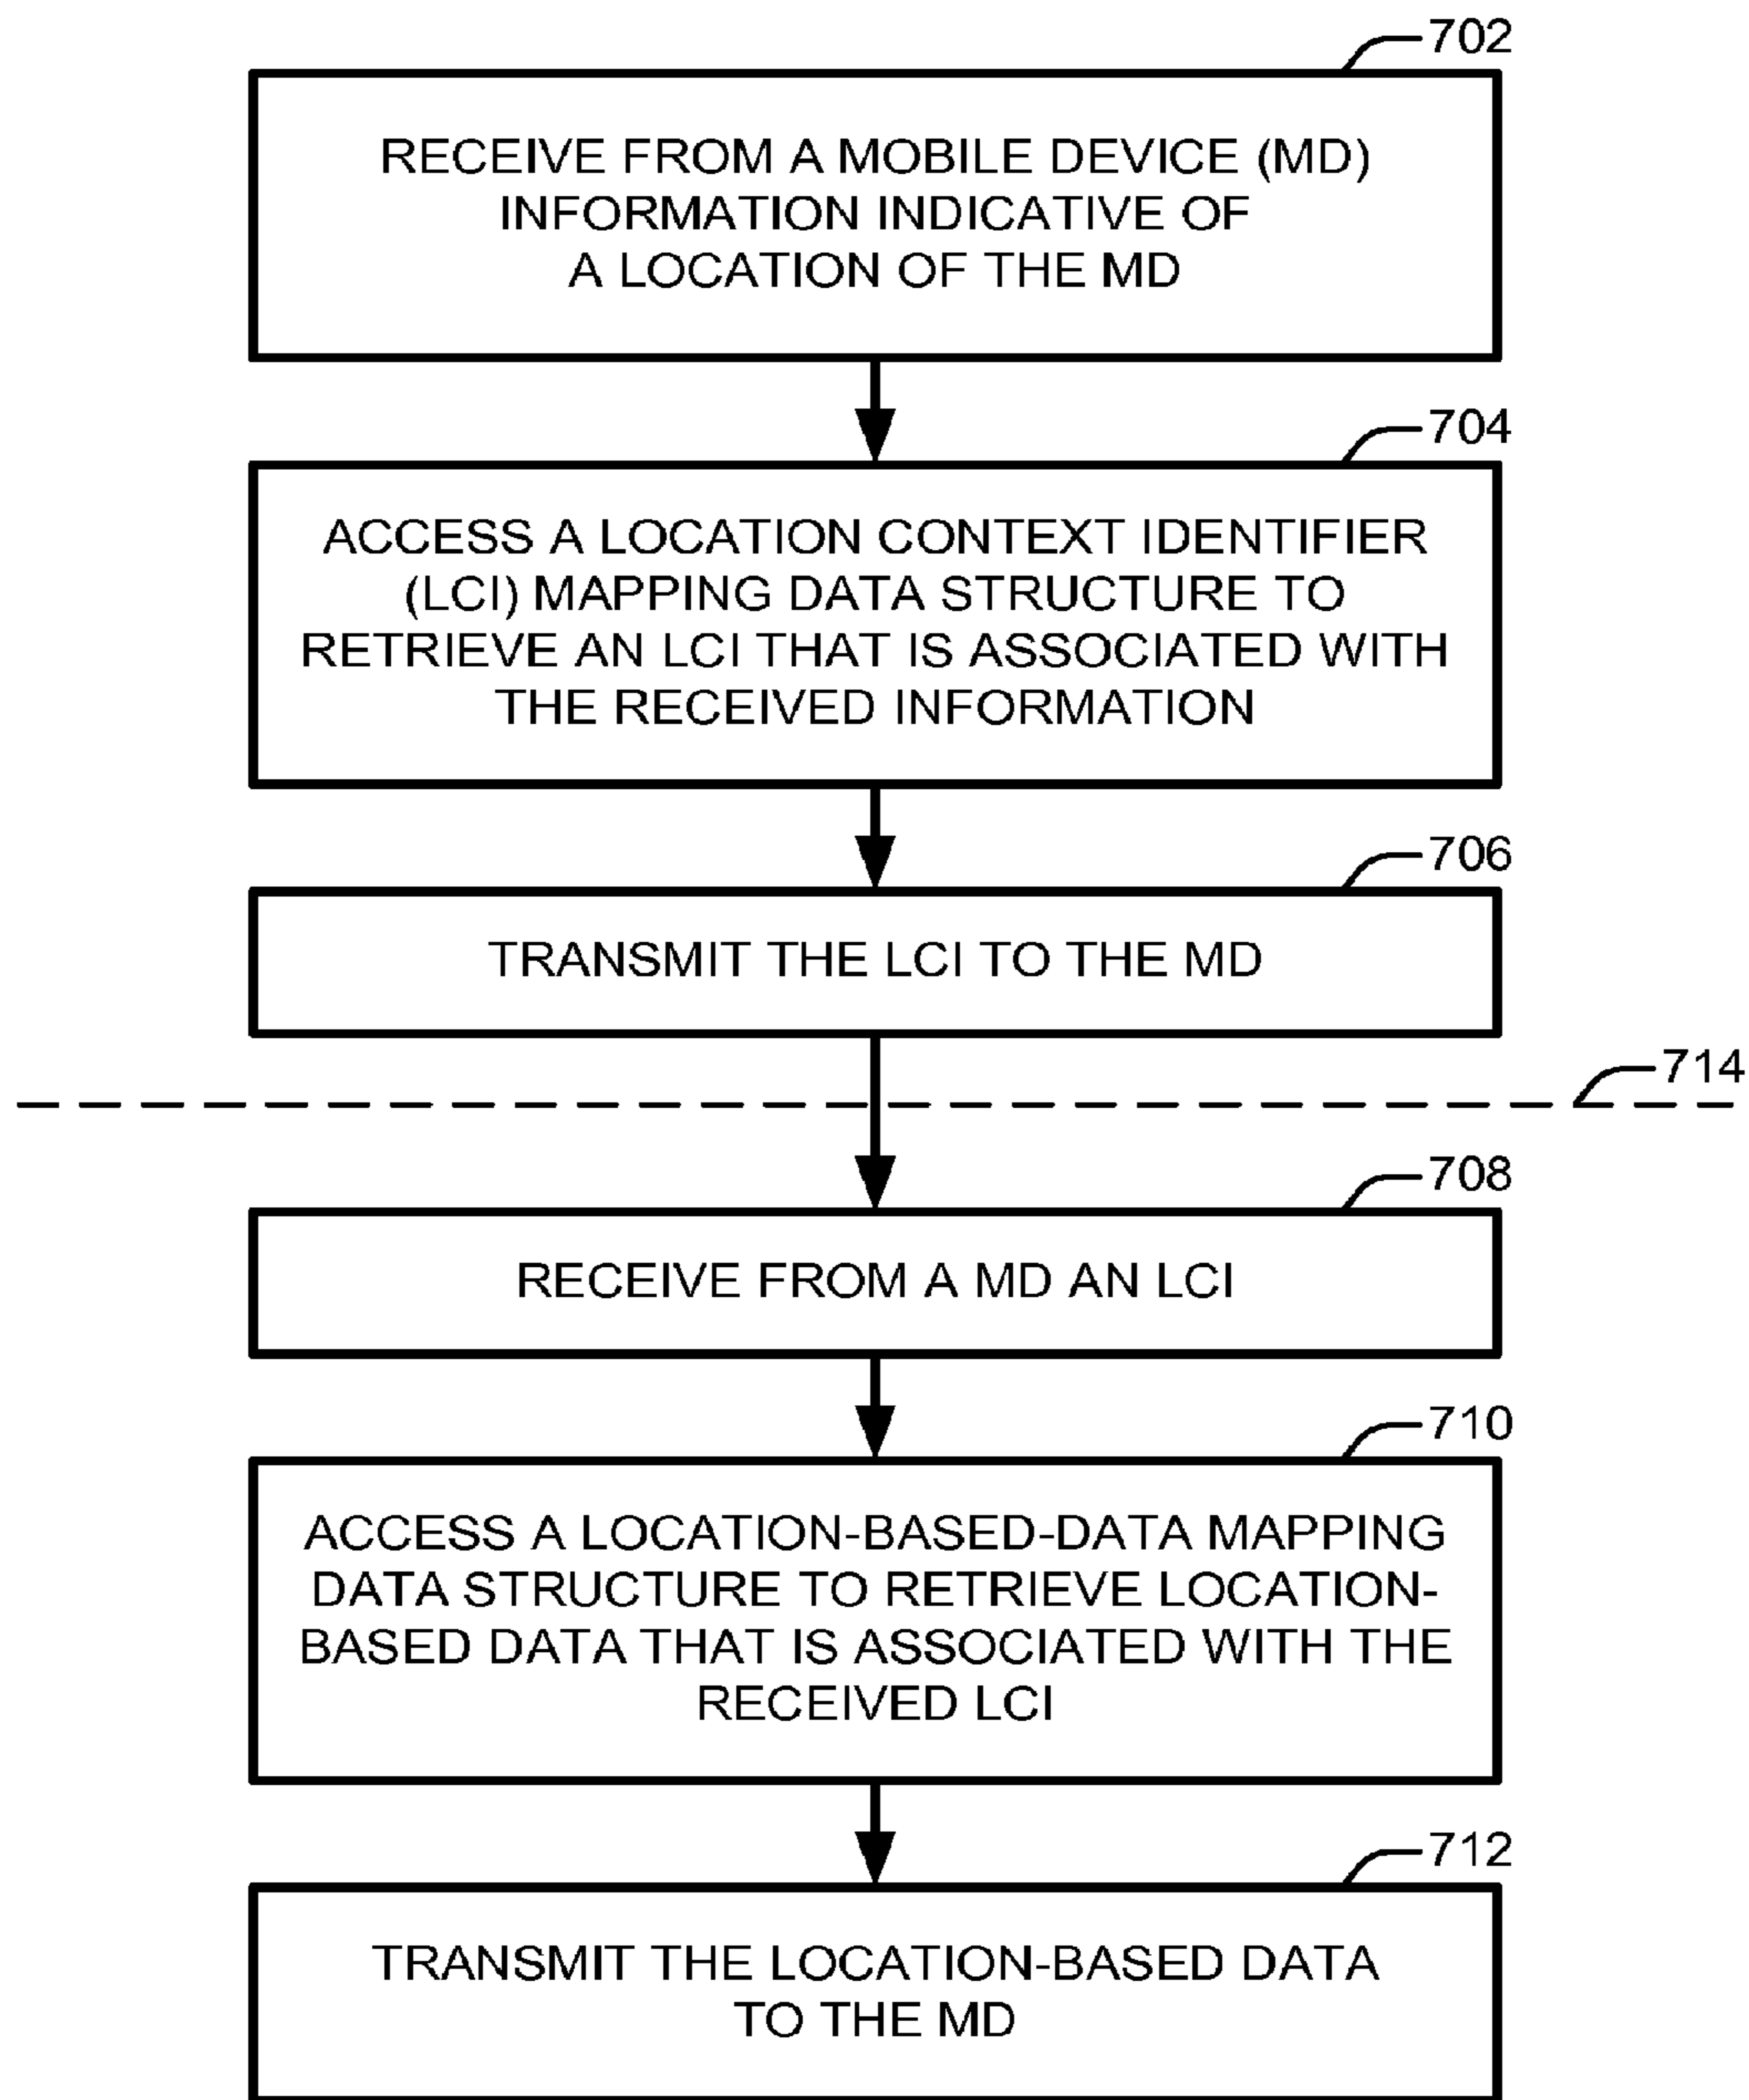 702
RECEIVE FROM A MOBILE DEVICE (MD)
INFORMATION INDICATIVE OF
A LOCATION OF THE MD
704
ACCESS A LOCATION CONTEXT IDENTIFIER
(LCI) MAPPING DATA STRUCTURE TO
RETRIEVE AN LCI THAT IS ASSOCIATED WITH
THE RECEIVED INFORMATION
706
TRANSMIT THE LCI TO THE MD
714
708
RECEIVE FROM A MD AN LCI
710
ACCESS A LOCATION-BASED-DATA MAPPING
DATA STRUCTURE TO RETRIEVE LOCATION-
BASED DATA THAT IS ASSOCIATED WITH THE
RECEIVED LCI
712
TRANSMIT THE LOCATION-BASED DATA
TO THE MD